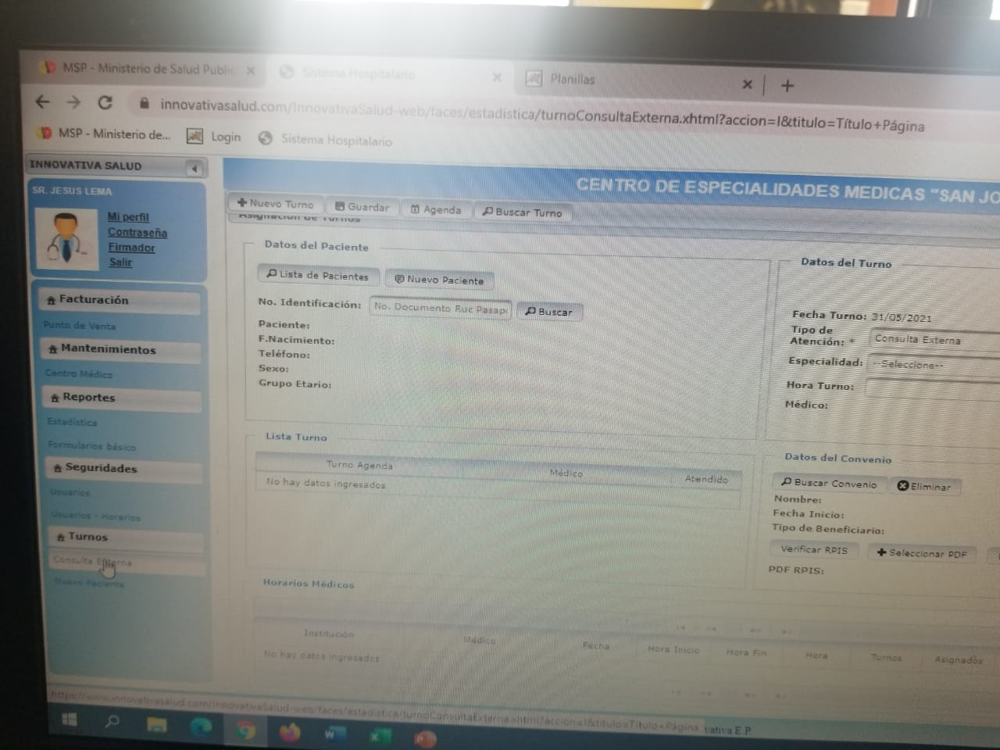 MSP - Ministerio de Salud Public
Sistema Hospitalario
Planillas
innovativasalud.com/InnovativaSalud-web/faces/estadistica/turnoConsultaExterna.xhtml?accion=I&titulo=Título+Página
MSP - Ministerio de...
Login
Sistema Hospitalario
INNOVATIVA SALUD
SR. JESUS LEMA
Mi perfil
Contraseña
Firmador
Salir
Facturación
Punto de Venta
Mantenimientos
Centro Médico
Reportes
Estadística
Formularios básico
Seguridades
Usuarios
Usuarios - Horarios
Turnos
Consulta Externa
Nuevo Paciente
CENTRO DE ESPECIALIDADES MEDICAS "SAN JO
Nuevo Turno
Guardar
Agenda
Buscar Turno
Asignación de Turnos
Datos del Paciente
Lista de Pacientes
Nuevo Paciente
No. Identificación:
No. Documento Ruc Pasapo
Buscar
Paciente:
F.Nacimiento:
Teléfono:
Sexo:
Grupo Etario:
Datos del Turno
Fecha Turno: 31/05/2021
Tipo de
Atención: *
Consulta Externa
Especialidad:
--Seleccione--
Hora Turno:
Médico:
Lista Turno
Turno Agenda
Médico
Atendido
No hay datos ingresados
Datos del Convenio
Buscar Convenio
Eliminar
Nombre:
Fecha Inicio:
Tipo de Beneficiario:
Verificar RPIS
Seleccionar PDF
PDF RPIS:
Horarios Médicos
Institución
Médico
Fecha
Hora Inicio
Hora Fin
Hora
Turnos
Asignados
No hay datos ingresados
https://www.innovativasalud.com/InnovativaSalud-web/faces/estadistica/turnoConsultaExterna.xhtml?accion=I&titulo=Título+Página
vativa E.P.